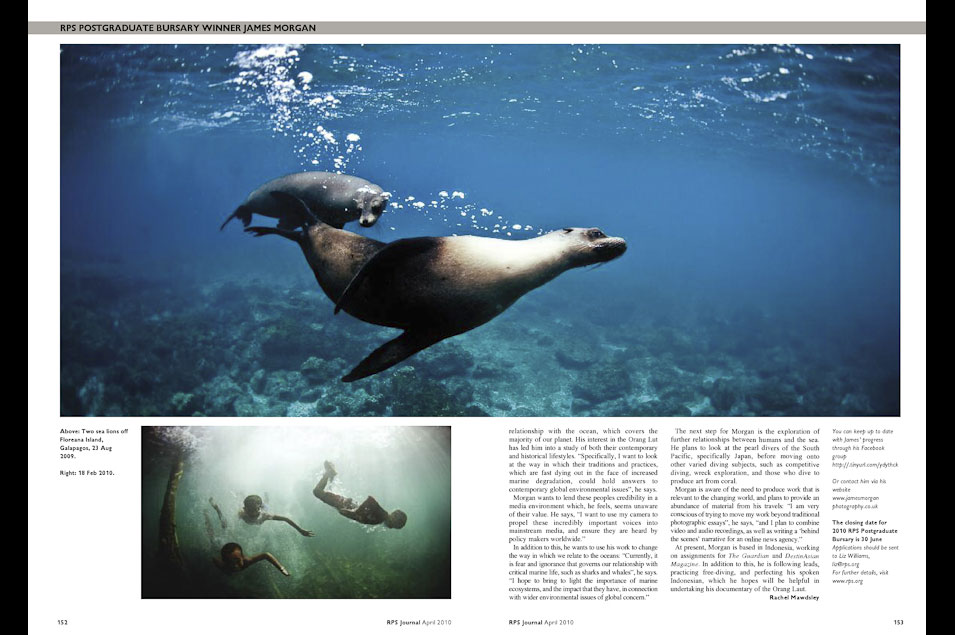 RPS POSTGRADUATE BURSARY WINNER JAMES MORGAN
Above: Two sea lions off
Floreana Island,
Galapagos, 23 Aug
2009.
Right: 18 Feb 2010.
relationship with the ocean, which covers the
majority of our planet. His interest in the Orang Lut
has led him into a study of both their contemporary
and historical lifestyles. “Specifically, I want to look
at the way in which their traditions and practices,
which are fast dying out in the face of increased
marine degradation, could hold answers to
contemporary global environmental issues”, he says.
Morgan wants to lend these peoples credibility in a
media environment which, he feels, seems unaware
of their value. He says, “I want to use my camera to
propel these incredibly important voices into
mainstream media, and ensure they are heard by
policy makers worldwide.”
In addition to this, he wants to use his work to change
the way in which we relate to the oceans: “Currently, it
is fear and ignorance that governs our relationship with
critical marine life, such as sharks and whales”, he says.
“I hope to bring to light the importance of marine
ecosystems, and the impact that they have, in connection
with wider environmental issues of global concern.”
The next step for Morgan is the exploration of
further relationships between humans and the sea.
He plans to look at the pearl divers of the South
Pacific, specifically Japan, before moving onto
other varied diving subjects, such as competitive
diving, wreck exploration, and those who dive to
produce art from coral.
Morgan is aware of the need to produce work that is
relevant to the changing world, and plans to provide an
abundance of material from his travels: “I am very
conscious of trying to move my work beyond traditional
photographic essays”, he says, “and I plan to combine
video and audio recordings, as well as writing a ‘behind
the scenes’ narrative for an online news agency.”
At present, Morgan is based in Indonesia, working
on assignments for The Guardian and DestinAsian
Magazine. In addition to this, he is following leads,
practicing free-diving, and perfecting his spoken
Indonesian, which he hopes will be helpful in
undertaking his documentary of the Orang Laut.
Rachel Mawdsley
You can keep up to date
with James’ progress
through his Facebook
group
Or contact him via his
website
www.jamesmorgan
photography.co.uk
The closing date for
2010 RPS Postgraduate
Bursary is 30 June
Applications should be sent
to Liz Williams,
liz@rps.org
For further details, visit
www.rps.org
152
RPS Journal April 2010
RPS Journal April 2010
153